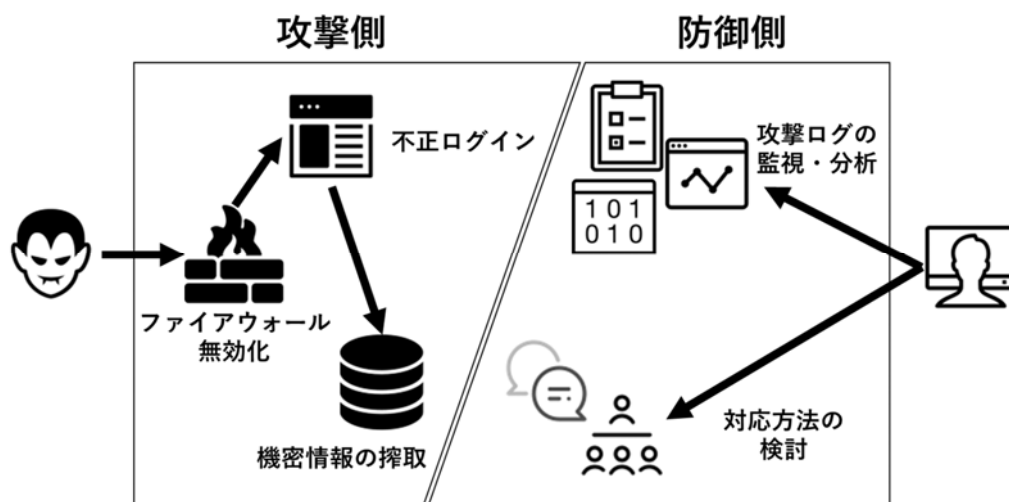 攻撃側
防御側
不正ログイン
ファイアウォール
無効化
機密情報の搾取
攻撃ログの
監視・分析
101
010
対応方法の
検討